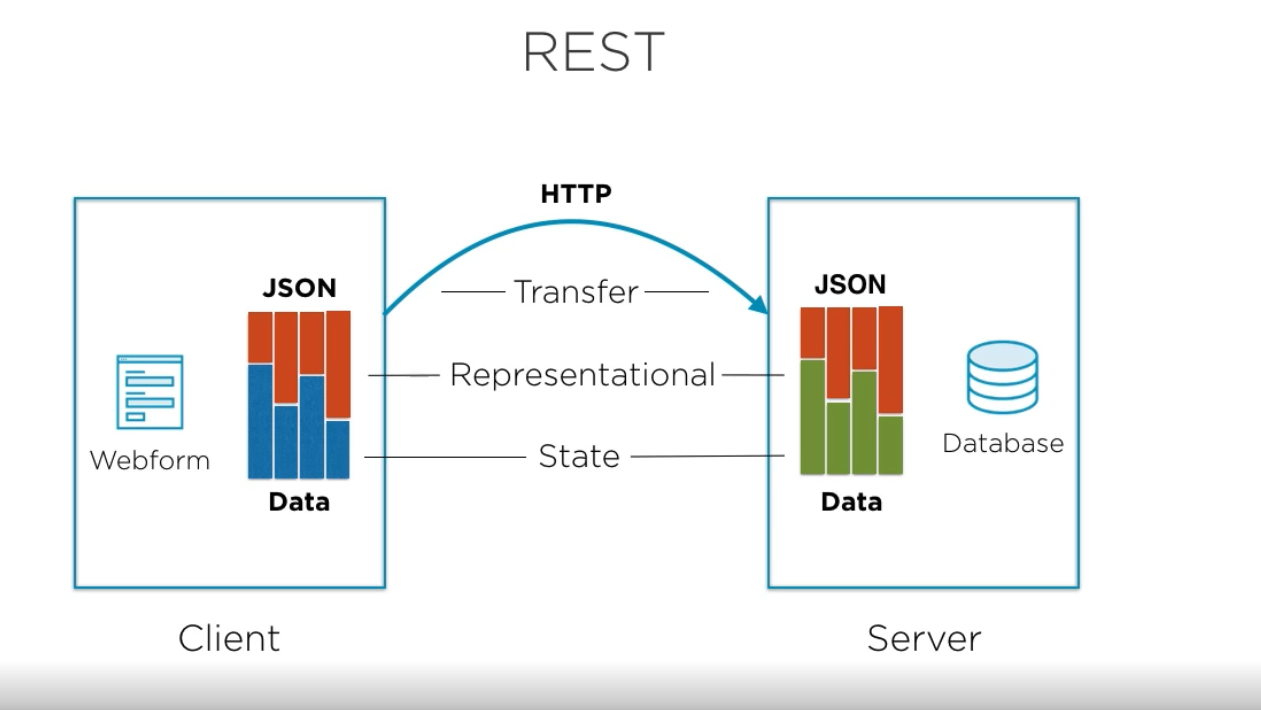 REST
HTTP
Transfer
JSON
JSON
Representational
Webform
Database
State
Data
Data
Client
Server